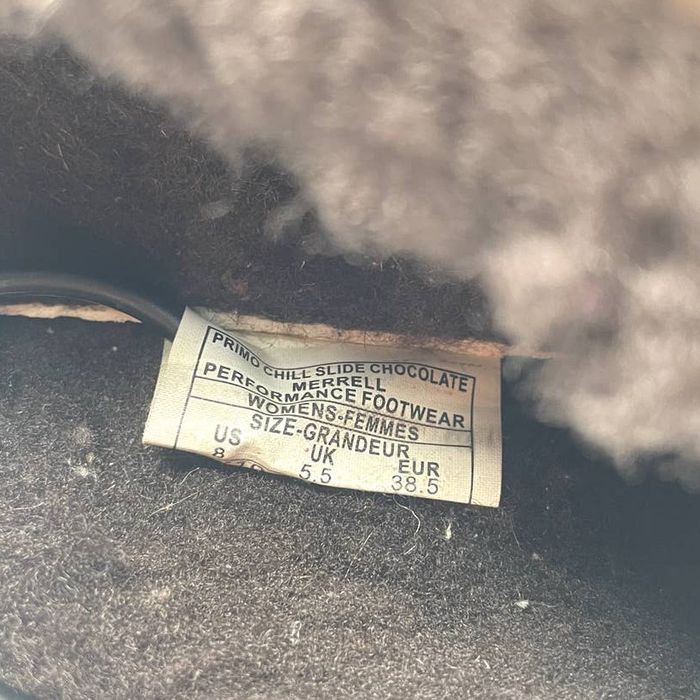 PRIMO CHILL SLIDE CHOCOLATE
MERRELL
PERFORMANCE FOOTWEAR
WOMENS-FEMMES
SIZE-GRANDEUR
US UK EUR
8 5.5 38.5